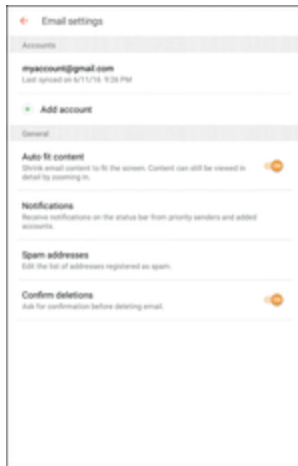 Email settings
Accounts
myaccount@gmail.com
Last synced on 6/11/16 9:26 PM
Add account
General
Auto fit content
Shrink email content to fit the screen. Content can still be viewed in
detail by zooming in.
ON
Notifications
Receive notifications on the status bar from priority senders and added
accounts.
Spam addresses
Edit the list of addresses registered as spam.
Confirm deletions
Ask for confirmation before deleting email.
ON